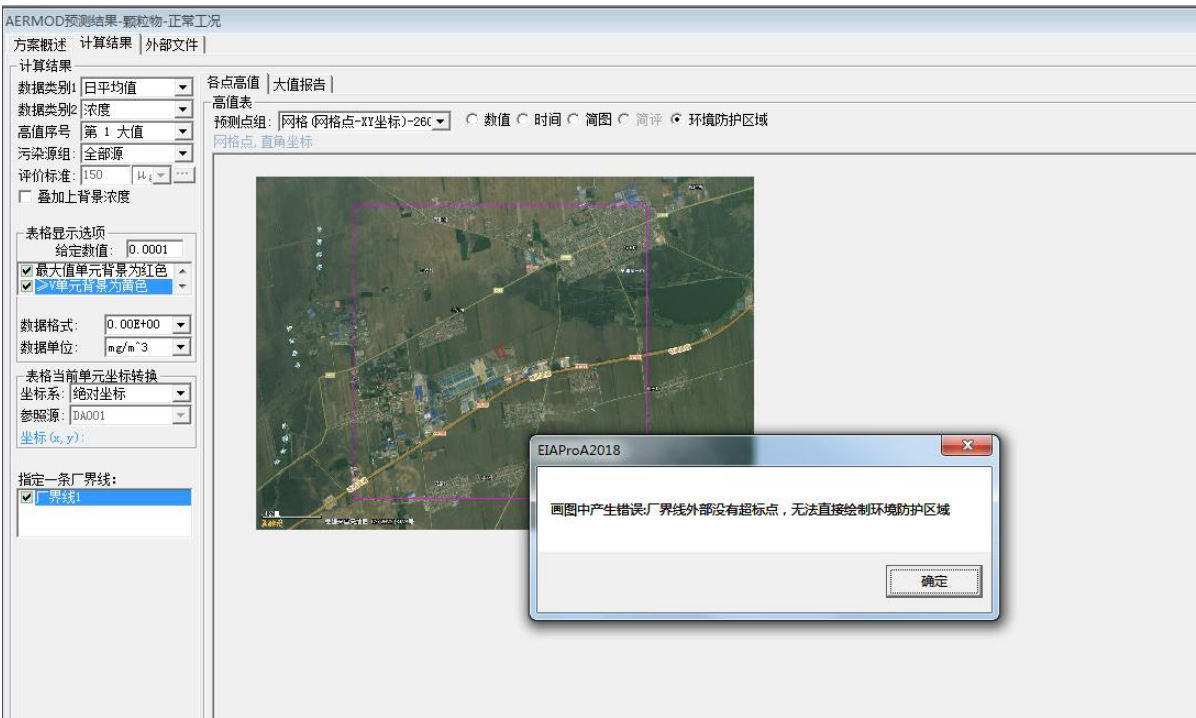 AERMOD预测结果-颗粒物-正常工况
方案概述 计算结果 外部文件
计算结果
数据类别1 日平均值
数据类别2 浓度
高值序号 第 1 大值
污染源组: 全部源
评价标准: 150
叠加上背景浓度
表格显示选项
给定数值: 0.0001
最大值单元背景为红色
≥V单元背景为黄色
数据格式: 0.00E+00
数据单位: mg/m^3
表格当前单元坐标转换
坐标系: 绝对坐标
参照源: DA001
坐标(x,y):
指定一条厂界线:
厂界线1
各点高值 大值报告
高值表
预测点组: 网格(网格点-XY坐标)-260 数值 时间 简图 简评 环境防护区域
网格点,直角坐标
EIAProA2018
画图中产生错误:厂界线外部没有超标点，无法直接绘制环境防护区域
确定